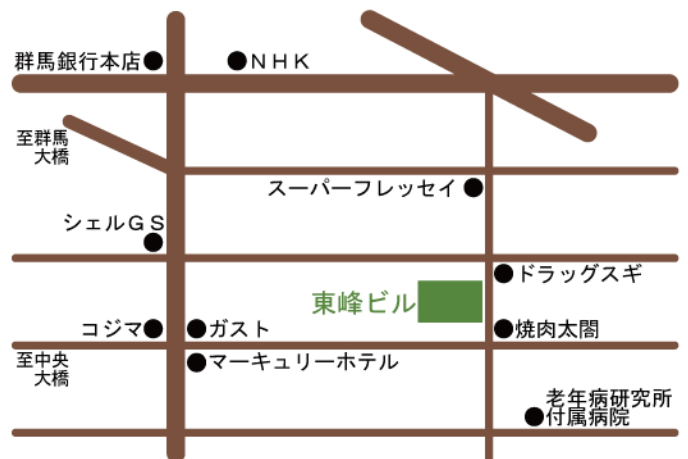 群馬銀行本店
ＮＨＫ
至群馬
大橋
スーパーフレッセイ
シェルＧＳ
ドラッグスギ
東峰ビル
コジマ
ガスト
焼肉太閤
至中央
大橋
マーキュリーホテル
老年病研究所
付属病院